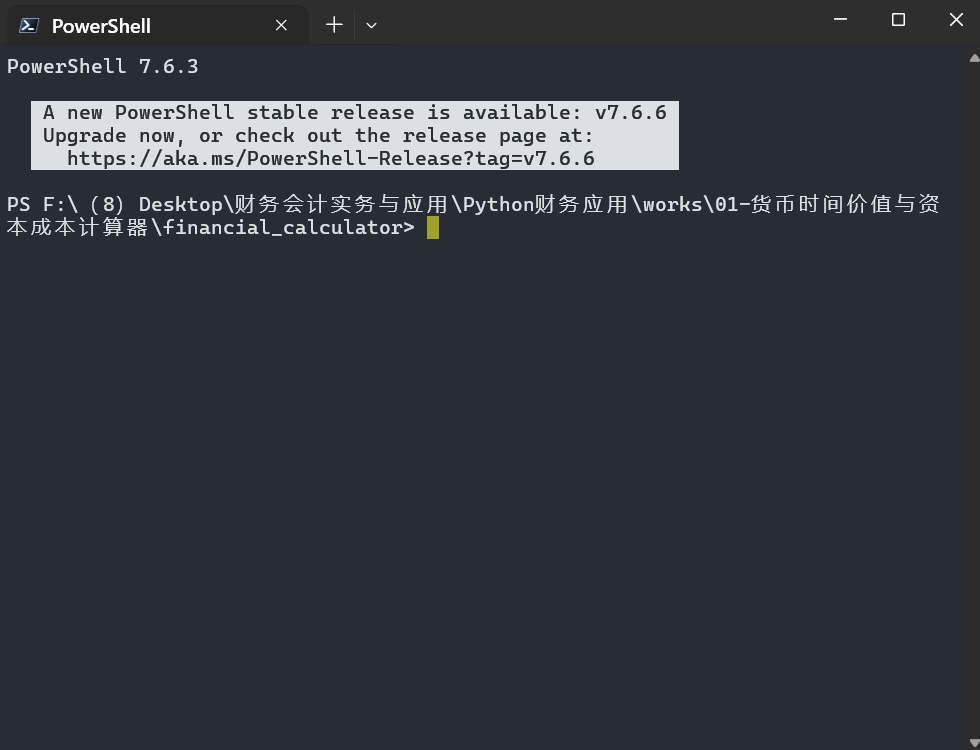 PowerShell
PowerShell 7.6.3
A new PowerShell stable release is available: v7.6.6
Upgrade now, or check out the release page at:
https://aka.ms/PowerShell-Release?tag=v7.6.6
PS F:\（8）Desktop\财务会计实务与应用\Python财务应用\works\01-货币时间价值与资
本成本计算器\financial_calculator>